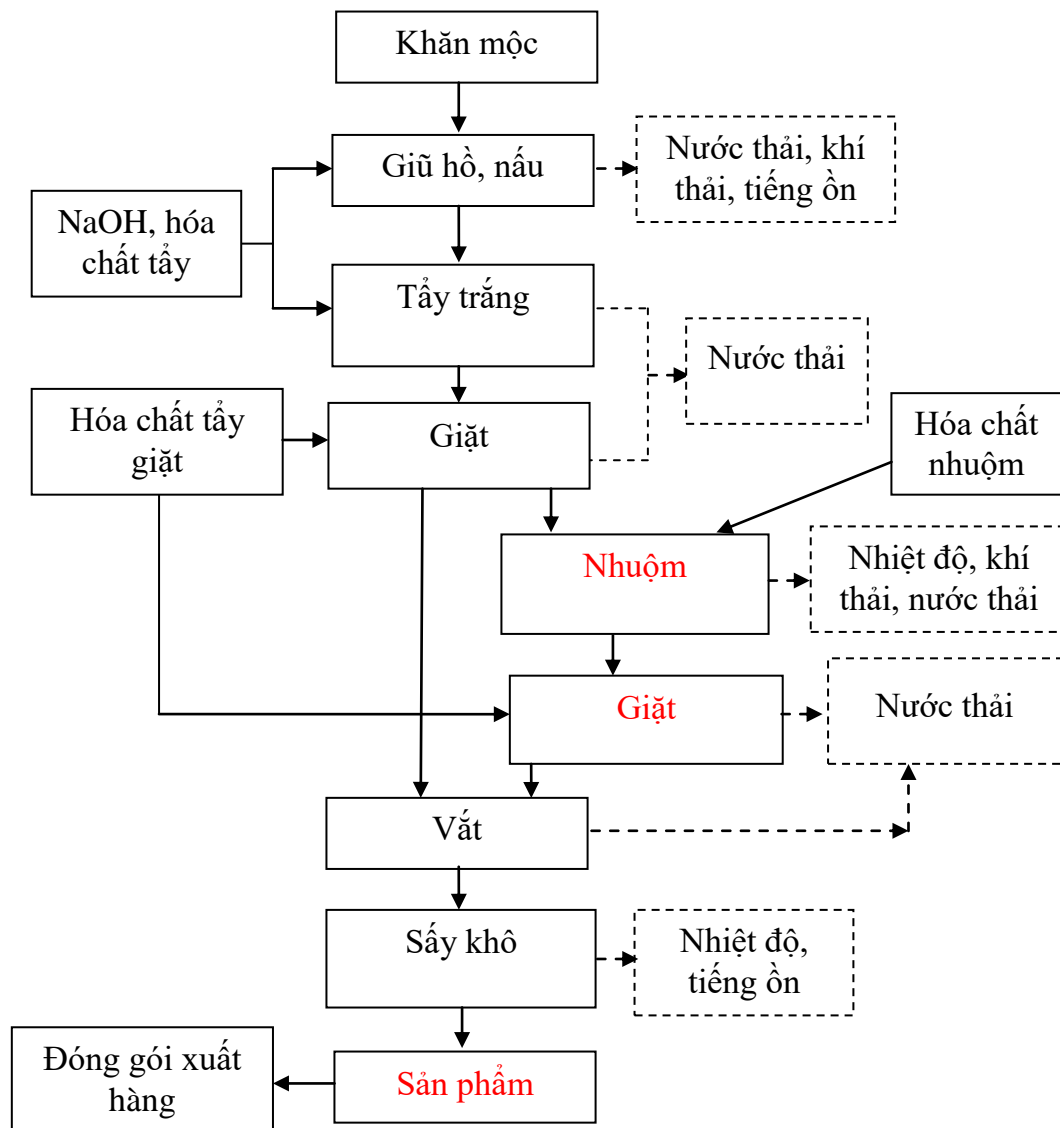 Khăn mộc
Giũ hồ, nấu
Nước thải, khí
thải, tiếng ồn
NaOH, hóa
chất tẩy
Tẩy trắng
Nước thải
Hóa chất tẩy
giặt
Giặt
Hóa chất
nhuộm
Nhuộm
Nhiệt độ, khí
thải, nước thải
Giặt
Nước thải
Vắt
Sấy khô
Nhiệt độ,
tiếng ồn
Đóng gói xuất
hàng
Sản phẩm